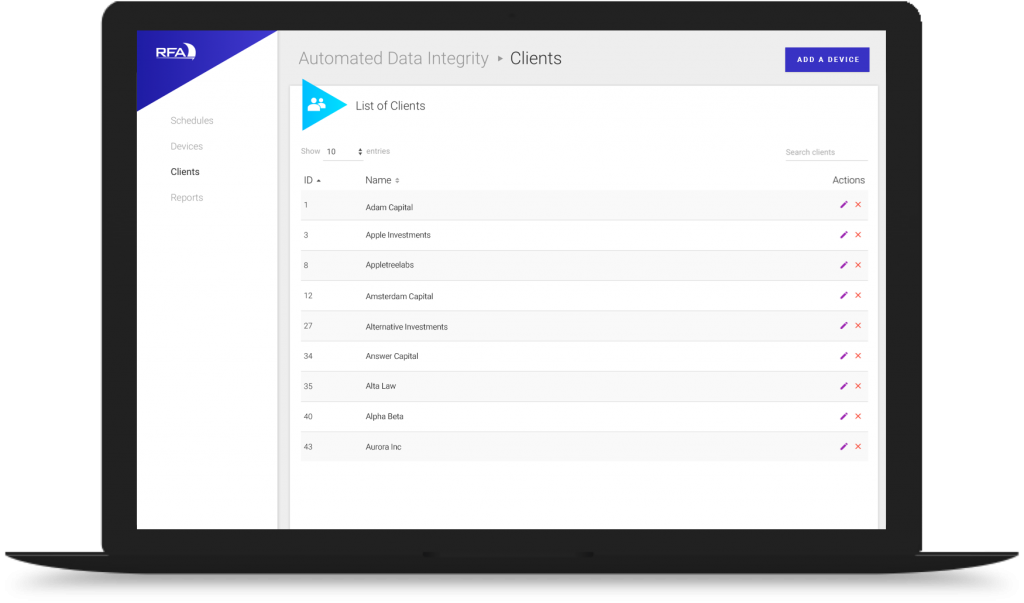 RFA
Automated Data Integrity ▸ Clients
ADD A DEVICE
Schedules
Devices
Clients
Reports
List of Clients
Show 10 entries
Search clients
ID Name Actions
1 Adam Capital
3 Apple Investments
8 Appletreelabs
12 Amsterdam Capital
27 Alternative Investments
34 Answer Capital
35 Alta Law
40 Alpha Beta
43 Aurora Inc